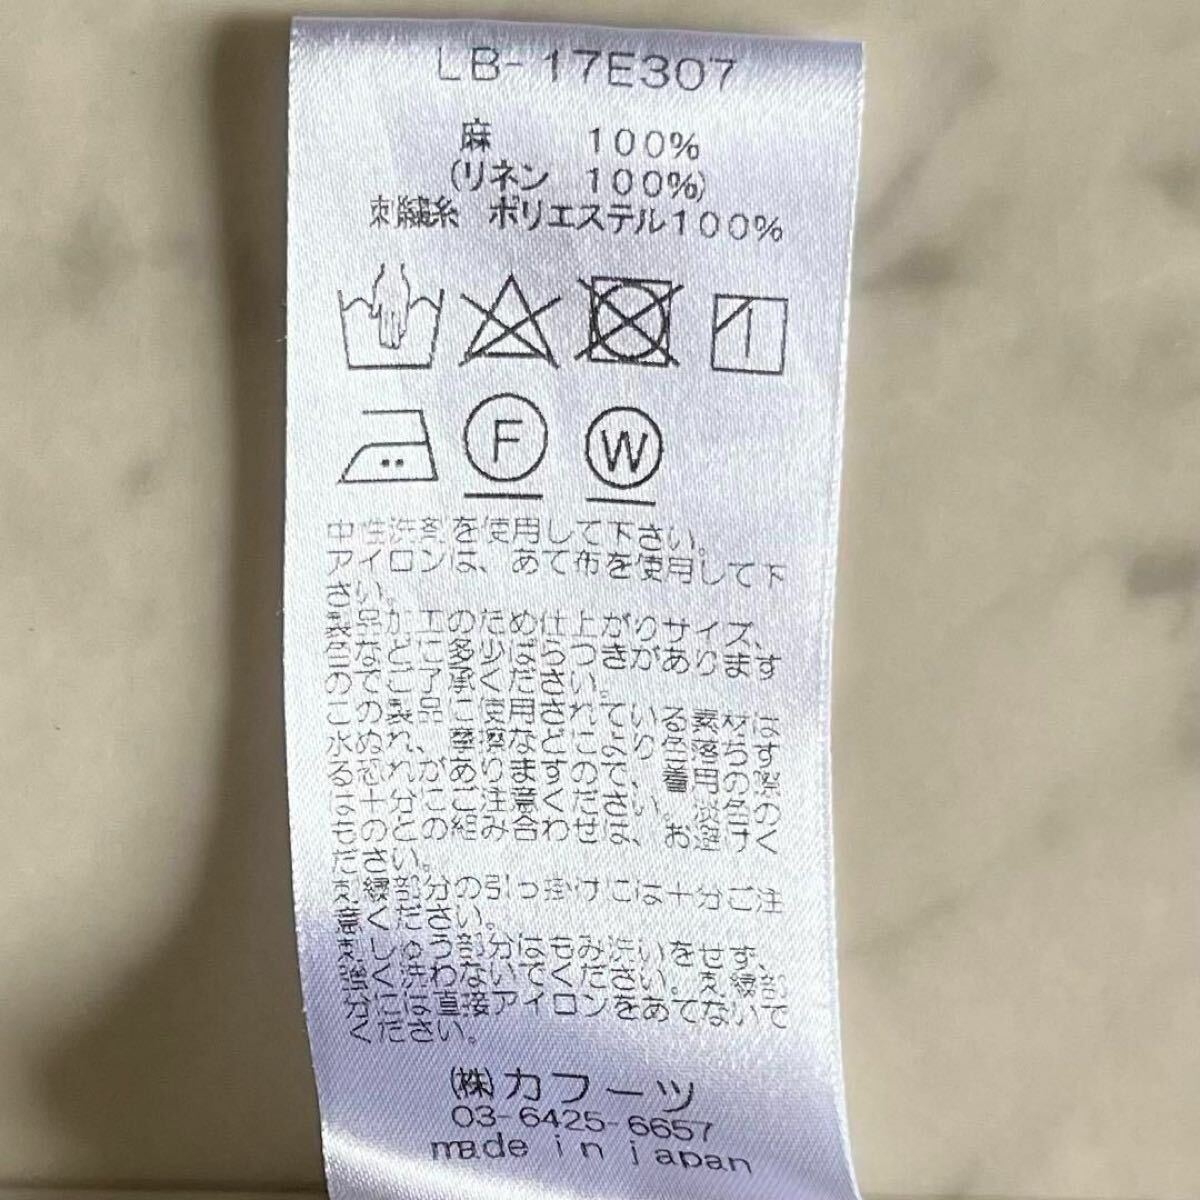 LB-17E307
麻 100%
(リネン 100%)
刺繍糸 ポリエステル100%
F W
中性洗剤を使用して下さい。
アイロンは、あて布を使用して下
さい。
製品加工のため仕上がりサイズ、
色などに多少ばらつきがあります
のでご了承ください。
この製品に使用されている素材は
水ぬれ、摩擦などにより色落ちす
る恐れがありますので、着用の際
は十分にご注意ください。淡色の
ものとの組み合わせは、お避けく
ださい。
刺繍部分の引っ掛けには十分ご注
意ください。
刺しゅう部分はもみ洗いをせず、
強く洗わないでください。刺繍部
分には直接アイロンをあてないで
ください。
(株)カフーツ
03-6425-6657
made in japan